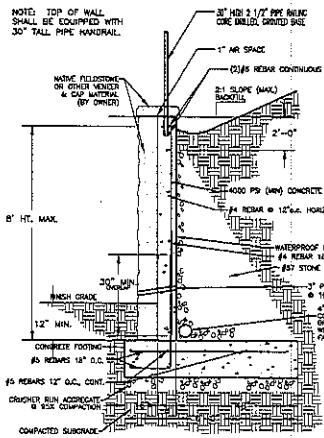 NOTE: TOP OF WALL
SHALL BE EQUIPPED WITH
30" TALL PIPE HANDRAIL.
30" HIGH 2 1/2" PIPE RAILING
CORE DRILLED, GROUTED BASE
1" AIR SPACE
(2)#5 REBAR CONTINUOUS
NATIVE FIELDSTONE
OR OTHER VENEER
& CAP MATERIAL
(BY OWNER)
2:1 SLOPE (MAX.)
BACKFILL
2'-0"
4000 PSI (MIN) CONCRETE
#4 REBAR @ 12"o.c. HORIZ
8' HT. MAX.
WATERPROOF
#4 REBAR 18"
#57 STONE
30" MIN.
OVERLAP
3"
FINISH GRADE
12" MIN.
CONCRETE FOOTING
#5 REBARS 18" O.C.
#5 REBARS 12" O.C., CONT.
CRUSHER RUN AGGREGATE
@ 95% COMPACTION
COMPACTED SUBGRADE